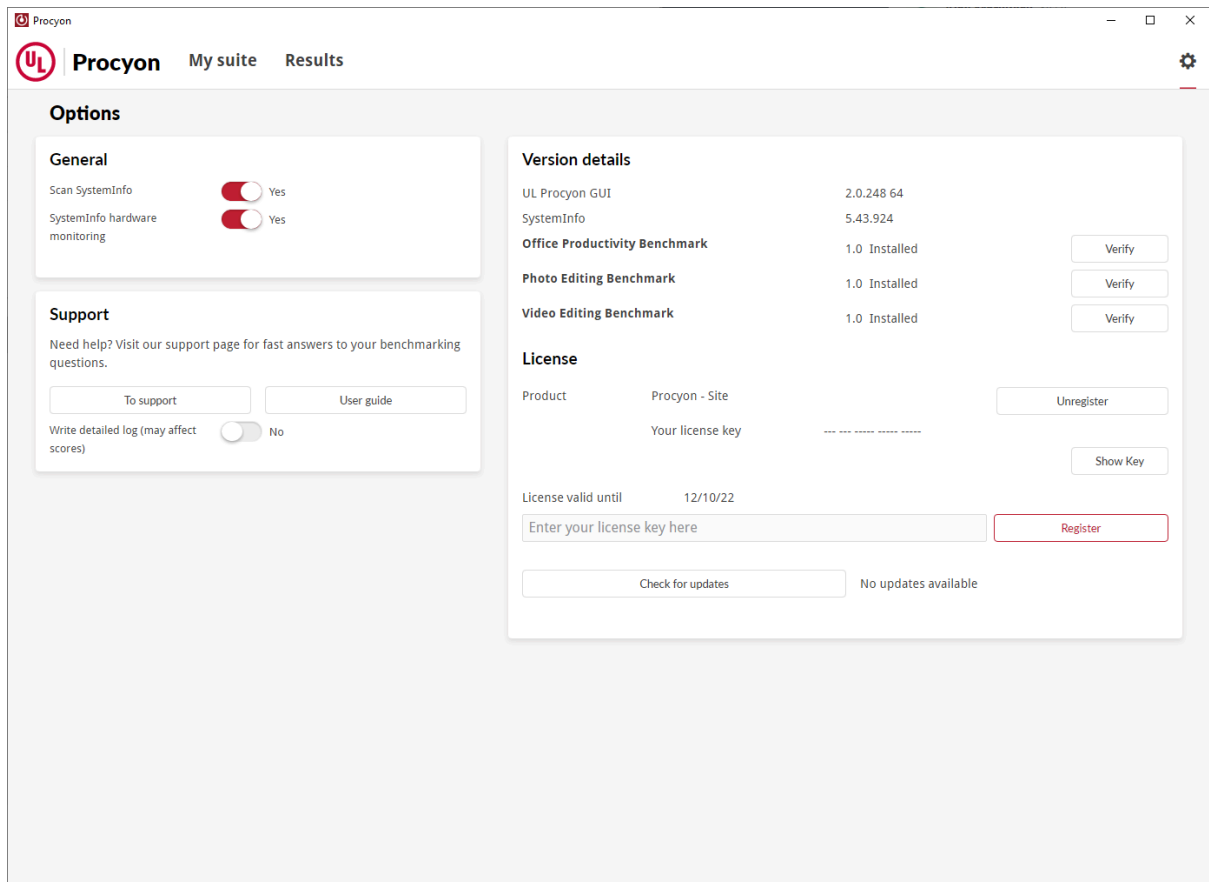 Procyon
UL Procyon My suite Results
Options
General
Scan SystemInfo Yes
SystemInfo hardware
monitoring Yes
Support
Need help? Visit our support page for fast answers to your benchmarking
questions.
To support User guide
Write detailed log (may affect
scores) No
Version details
UL Procyon GUI 2.0.248 64
SystemInfo 5.43.924
Office Productivity Benchmark 1.0 Installed Verify
Photo Editing Benchmark 1.0 Installed Verify
Video Editing Benchmark 1.0 Installed Verify
License
Product Procyon - Site Unregister
Your license key --- --- ----- ----- -----
Show Key
License valid until 12/10/22
Enter your license key here Register
Check for updates No updates available